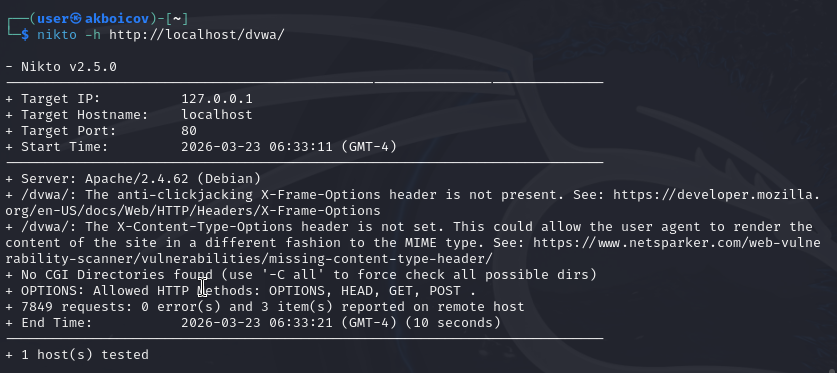 ┌──(user㉿akboicov)-[~]
└─$ nikto -h http://localhost/dvwa/
- Nikto v2.5.0
+ Target IP:          127.0.0.1
+ Target Hostname:    localhost
+ Target Port:        80
+ Start Time:         2026-03-23 06:33:11 (GMT-4)
+ Server: Apache/2.4.62 (Debian)
+ /dvwa/: The anti-clickjacking X-Frame-Options header is not present. See: https://developer.mozilla.
org/en-US/docs/Web/HTTP/Headers/X-Frame-Options
+ /dvwa/: The X-Content-Type-Options header is not set. This could allow the user agent to render the
content of the site in a different fashion to the MIME type. See: https://www.netsparker.com/web-vulne
rability-scanner/vulnerabilities/missing-content-type-header/
+ No CGI Directories found (use '-C all' to force check all possible dirs)
+ OPTIONS: Allowed HTTP Methods: OPTIONS, HEAD, GET, POST .
+ 7849 requests: 0 error(s) and 3 item(s) reported on remote host
+ End Time:           2026-03-23 06:33:21 (GMT-4) (10 seconds)
+ 1 host(s) tested